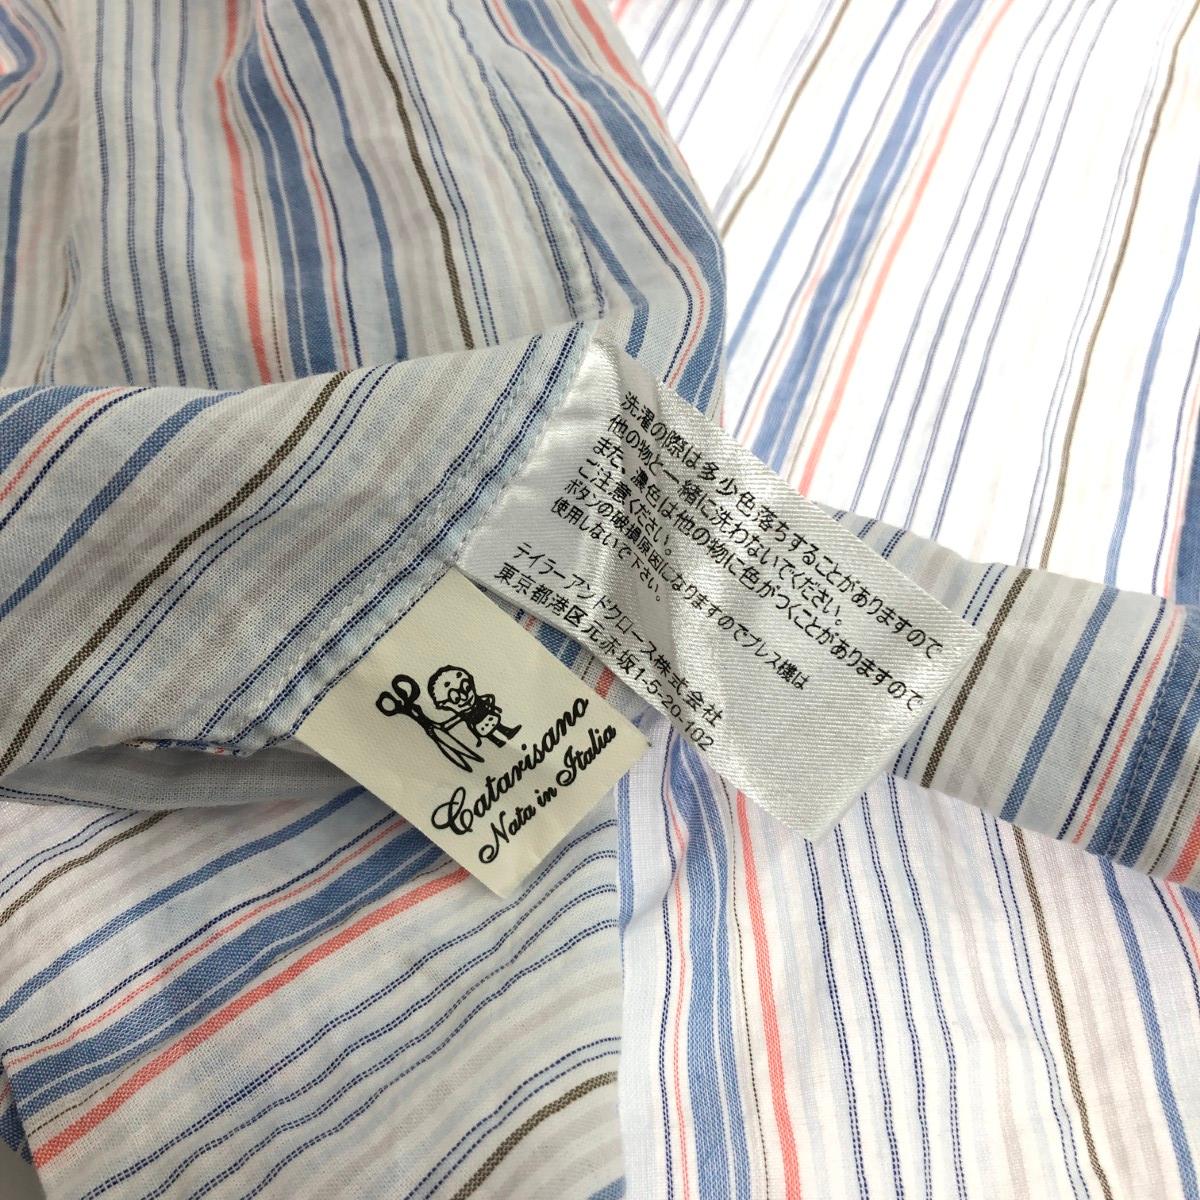 洗濯の際は多少色落ちすることがありますので
他の物と一緒に洗わないでください。
また、濃色は他の物に色がつくことがありますので
ご注意ください。
ボタンの破損原因になりますのでプレス機は
使用しないで下さい。
テイラーアンドクロース株式会社
東京都港区元赤坂1-5-20-102
Catarisano
Nata in Italia